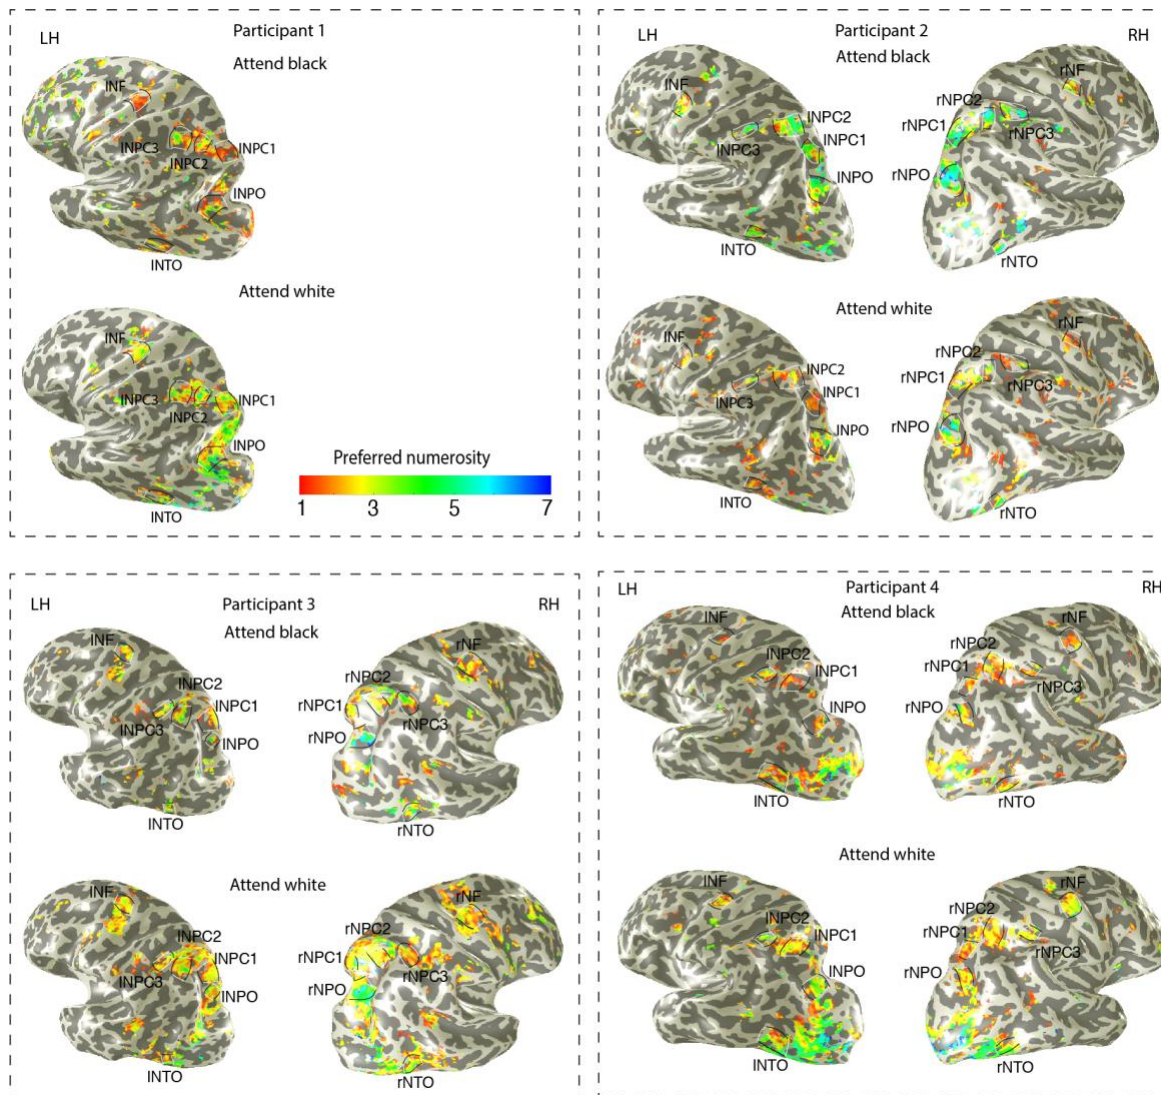 LH
Participant 1
Attend black
lNF
lNPC3
lNPC2
lNPC1
lNPO
lNTO
Attend white
lNF
lNPC3
lNPC2
lNPC1
lNPO
lNTO
Preferred numerosity
1 3 5 7
LH
Participant 2
RH
Attend black
lNF
lNPC2
lNPC1
lNPC3
lNPO
lNTO
rNF
rNPC2
rNPC1
rNPC3
rNPO
rNTO
Attend white
lNF
lNPC2
lNPC1
lNPC3
lNPO
lNTO
rNF
rNPC2
rNPC1
rNPC3
rNPO
rNTO
LH
Participant 3
RH
Attend black
lNF
lNPC2
lNPC1
lNPC3
lNPO
lNTO
rNF
rNPC2
rNPC1
rNPC3
rNPO
rNTO
Attend white
lNF
lNPC2
lNPC1
lNPC3
lNPO
lNTO
rNF
rNPC2
rNPC1
rNPC3
rNPO
rNTO
LH
Participant 4
RH
Attend black
lNF
lNPC2
lNPC1
lNPO
lNTO
rNF
rNPC2
rNPC1
rNPC3
rNPO
rNTO
Attend white
lNF
lNPC2
lNPC1
lNPO
lNTO
rNF
rNPC2
rNPC1
rNPC3
rNPO
rNTO